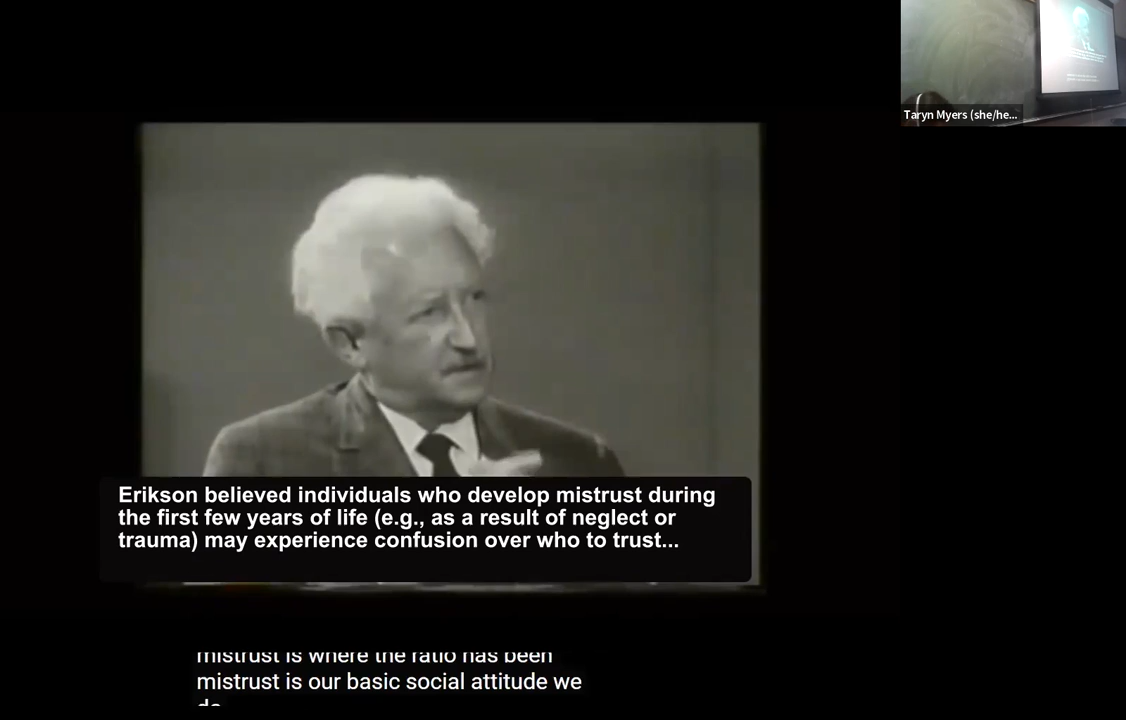 Taryn Myers (she/he...
Erikson believed individuals who develop mistrust during
the first few years of life (e.g., as a result of neglect or
trauma) may experience confusion over who to trust...
mistrust is where the ratio has been
mistrust is our basic social attitude we
do